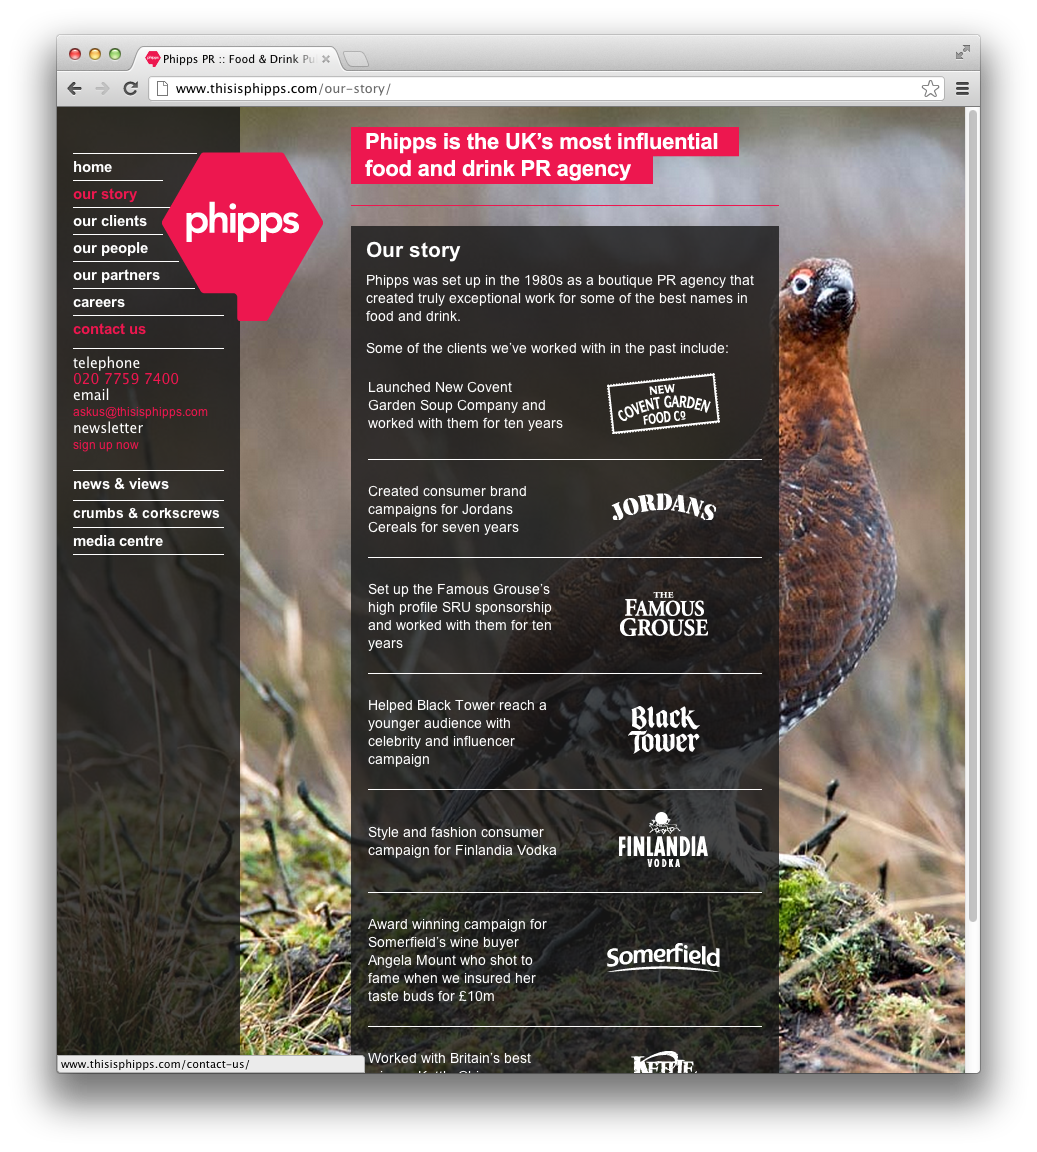 Phipps PR :: Food & Drink Pu
www.thisisphipps.com/our-story/
home
our story
our clients
our people
our partners
careers
contact us
telephone
020 7759 7400
email
askus@thisisphipps.com
newsletter
sign up now
news & views
crumbs & corkscrews
media centre
phipps
Phipps is the UK's most influential
food and drink PR agency
Our story
Phipps was set up in the 1980s as a boutique PR agency that
created truly exceptional work for some of the best names in
food and drink.
Some of the clients we've worked with in the past include:
Launched New Covent
Garden Soup Company and
worked with them for ten years
NEW
COVENT GARDEN
FOOD Co
Created consumer brand
campaigns for Jordans
Cereals for seven years
JORDANS
Set up the Famous Grouse's
high profile SRU sponsorship
and worked with them for ten
years
THE
FAMOUS
GROUSE
Helped Black Tower reach a
younger audience with
celebrity and influencer
campaign
Black
Tower
Style and fashion consumer
campaign for Finlandia Vodka
FINLANDIA
VODKA
Award winning campaign for
Somerfield's wine buyer
Angela Mount who shot to
fame when we insured her
taste buds for £10m
Somerfield
Worked with Britain's best
KETTLE
www.thisisphipps.com/contact-us/